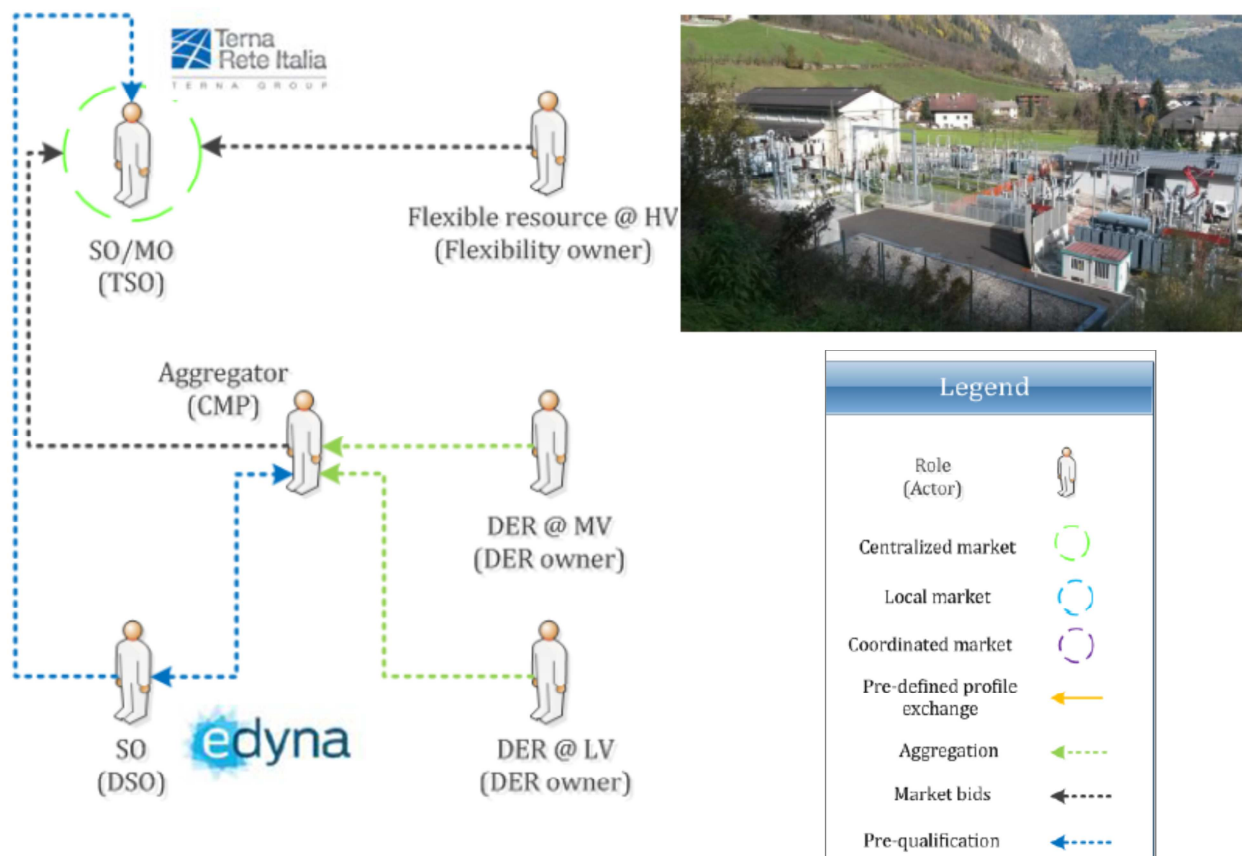 Terna
Rete Italia
TERNA GROUP
SO/MO
(TSO)
Flexible resource @ HV
(Flexibility owner)
Aggregator
(CMP)
DER @ MV
(DER owner)
SO
(DSO)
edyna
DER @ LV
(DER owner)
Legend
Role
(Actor)
Centralized market
Local market
Coordinated market
Pre-defined profile
exchange
Aggregation
Market bids
Pre-qualification